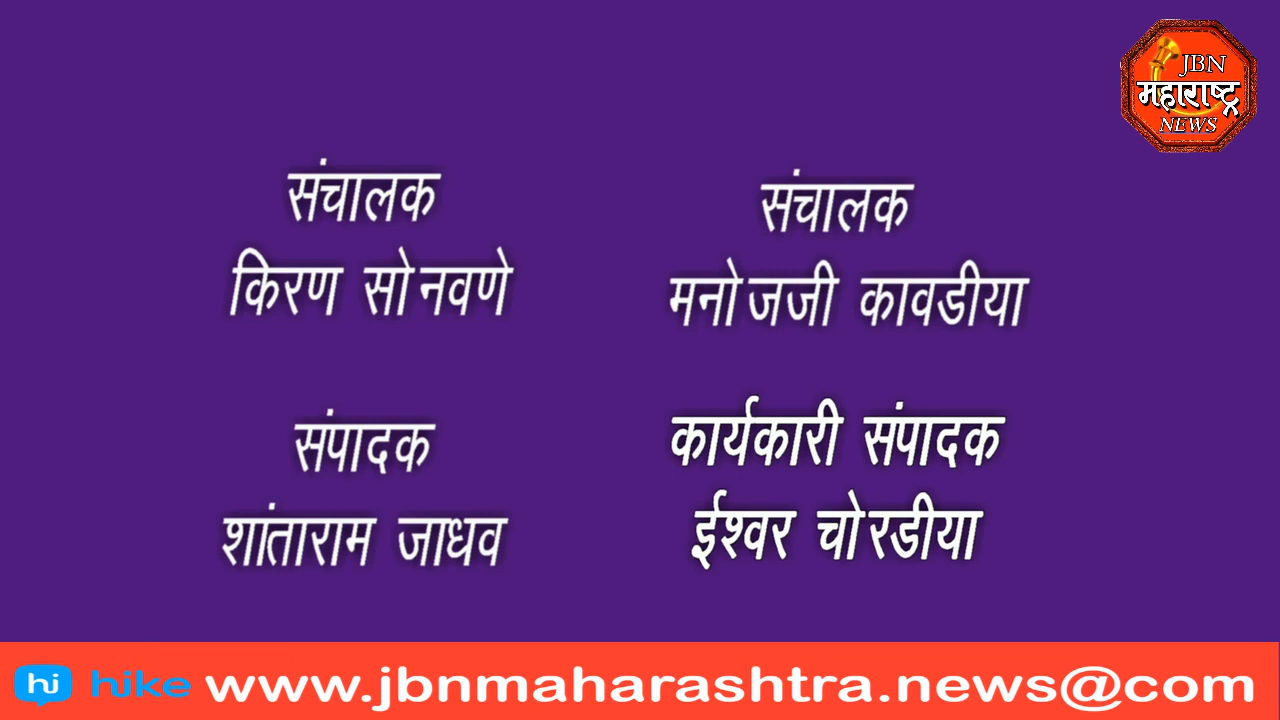 JBN
महाराष्ट्र
NEWS
संचालक
किरण सोनवणे
संचालक
मनोजजी कावडीया
संपादक
शांताराम जाधव
कार्यकारी संपादक
ईश्वर चोरडीया
hi hike www.jbnmaharashtra.news@com